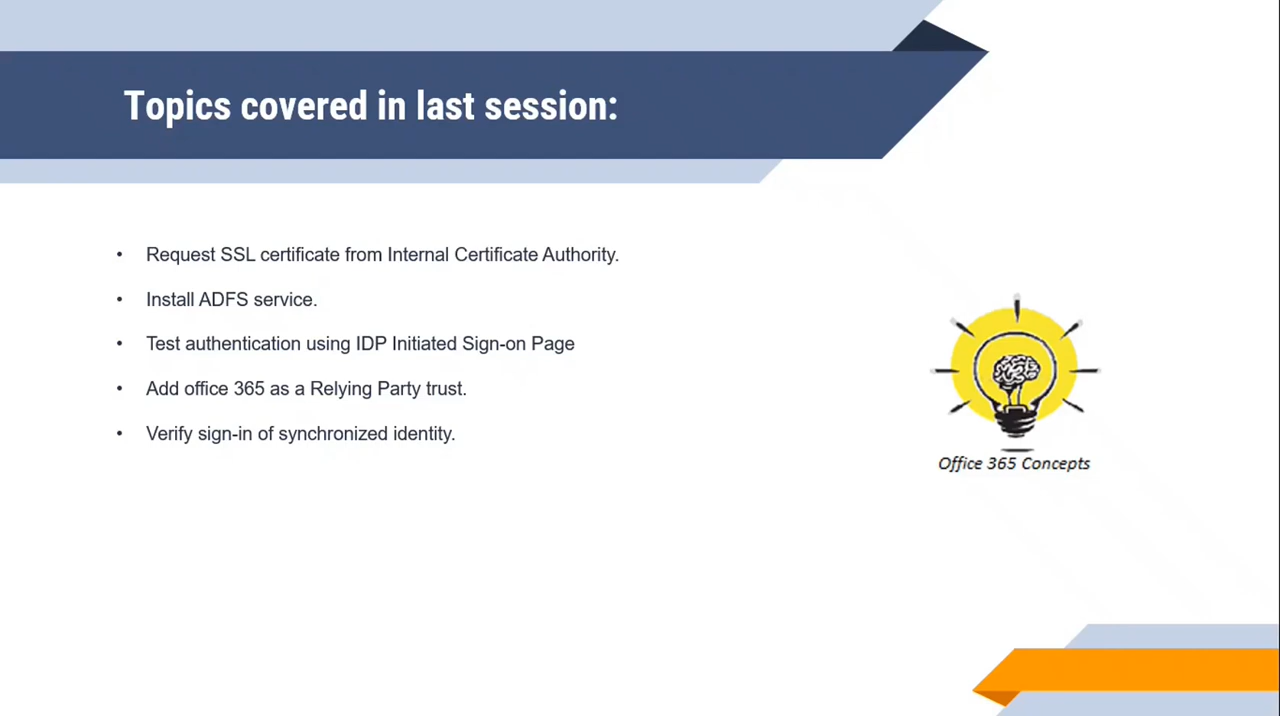 Topics covered in last session:
• Request SSL certificate from Internal Certificate Authority.
• Install ADFS service.
• Test authentication using IDP Initiated Sign-on Page
• Add office 365 as a Relying Party trust.
• Verify sign-in of synchronized identity.
Office 365 Concepts